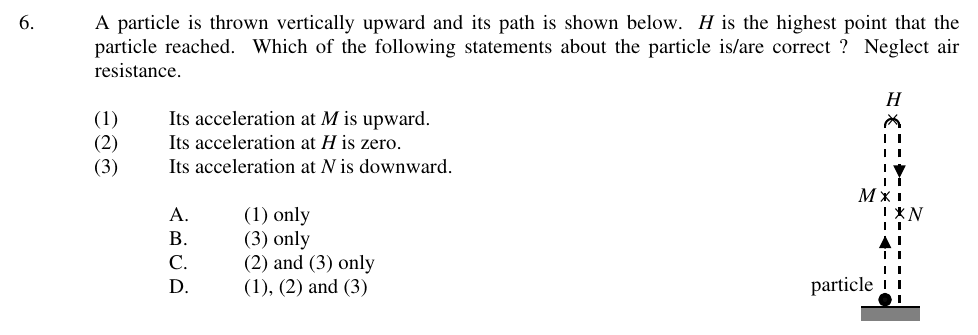 6. A particle is thrown vertically upward and its path is shown below. H is the highest point that the
particle reached. Which of the following statements about the particle is/are correct ? Neglect air
resistance.
(1) Its acceleration at M is upward.
(2) Its acceleration at H is zero.
(3) Its acceleration at N is downward.
A. (1) only
B. (3) only
C. (2) and (3) only
D. (1), (2) and (3)
H
M
N
particle